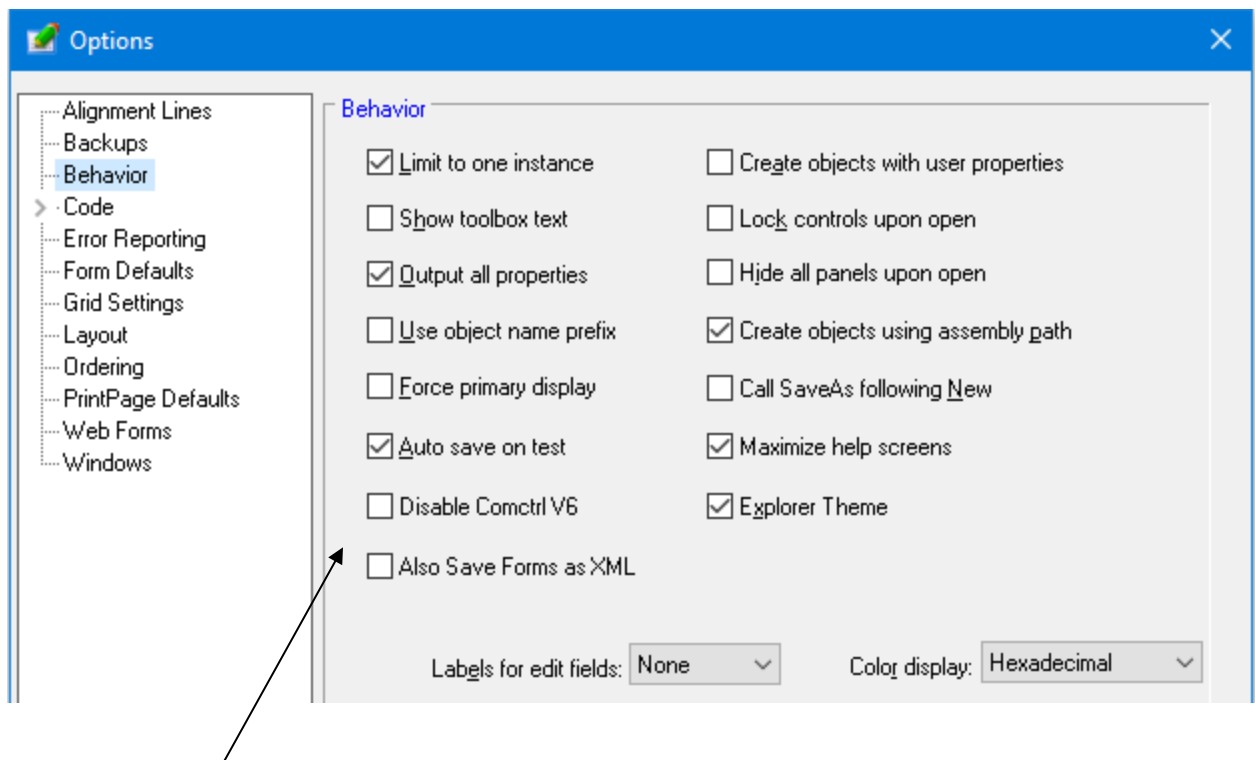 Options
Alignment Lines
Backups
Behavior
Code
Error Reporting
Form Defaults
Grid Settings
Layout
Ordering
PrintPage Defaults
Web Forms
Windows
Behavior
Limit to one instance
Show toolbox text
Output all properties
Use object name prefix
Force primary display
Auto save on test
Disable Comctrl V6
Also Save Forms as XML
Create objects with user properties
Lock controls upon open
Hide all panels upon open
Create objects using assembly path
Call SaveAs following New
Maximize help screens
Explorer Theme
Labels for edit fields: None
Color display: Hexadecimal